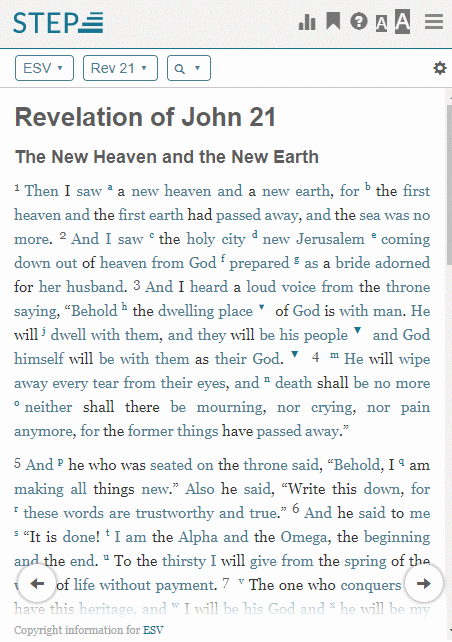 STEP
A A
ESV ▾ Rev 21 ▾
Revelation of John 21
The New Heaven and the New Earth
1 Then I saw a a new heaven and a new earth, for b the first
heaven and the first earth had passed away, and the sea was no
more. 2 And I saw c the holy city d new Jerusalem e coming
down out of heaven from God f prepared g as a bride adorned
for her husband. 3 And I heard a loud voice from the throne
saying, “Behold h the dwelling place ▼ of God is with man. He
will j dwell with them, and they will be his people ▼ and God
himself will be with them as their God. ▼ 4 m He will wipe
away every tear from their eyes, and n death shall be no more
o neither shall there be mourning, nor crying, nor pain
anymore, for the former things have passed away.”
5 And p he who was seated on the throne said, “Behold, I q am
making all things new.” Also he said, “Write this down, for
r these words are trustworthy and true.” 6 And he said to me
s “It is done! t I am the Alpha and the Omega, the beginning
and the end. u To the thirsty I will give from the spring of the
of life without payment. 7 v The one who conquers
have this heritage, and w I will be his God and x he will be my
Copyright information for ESV